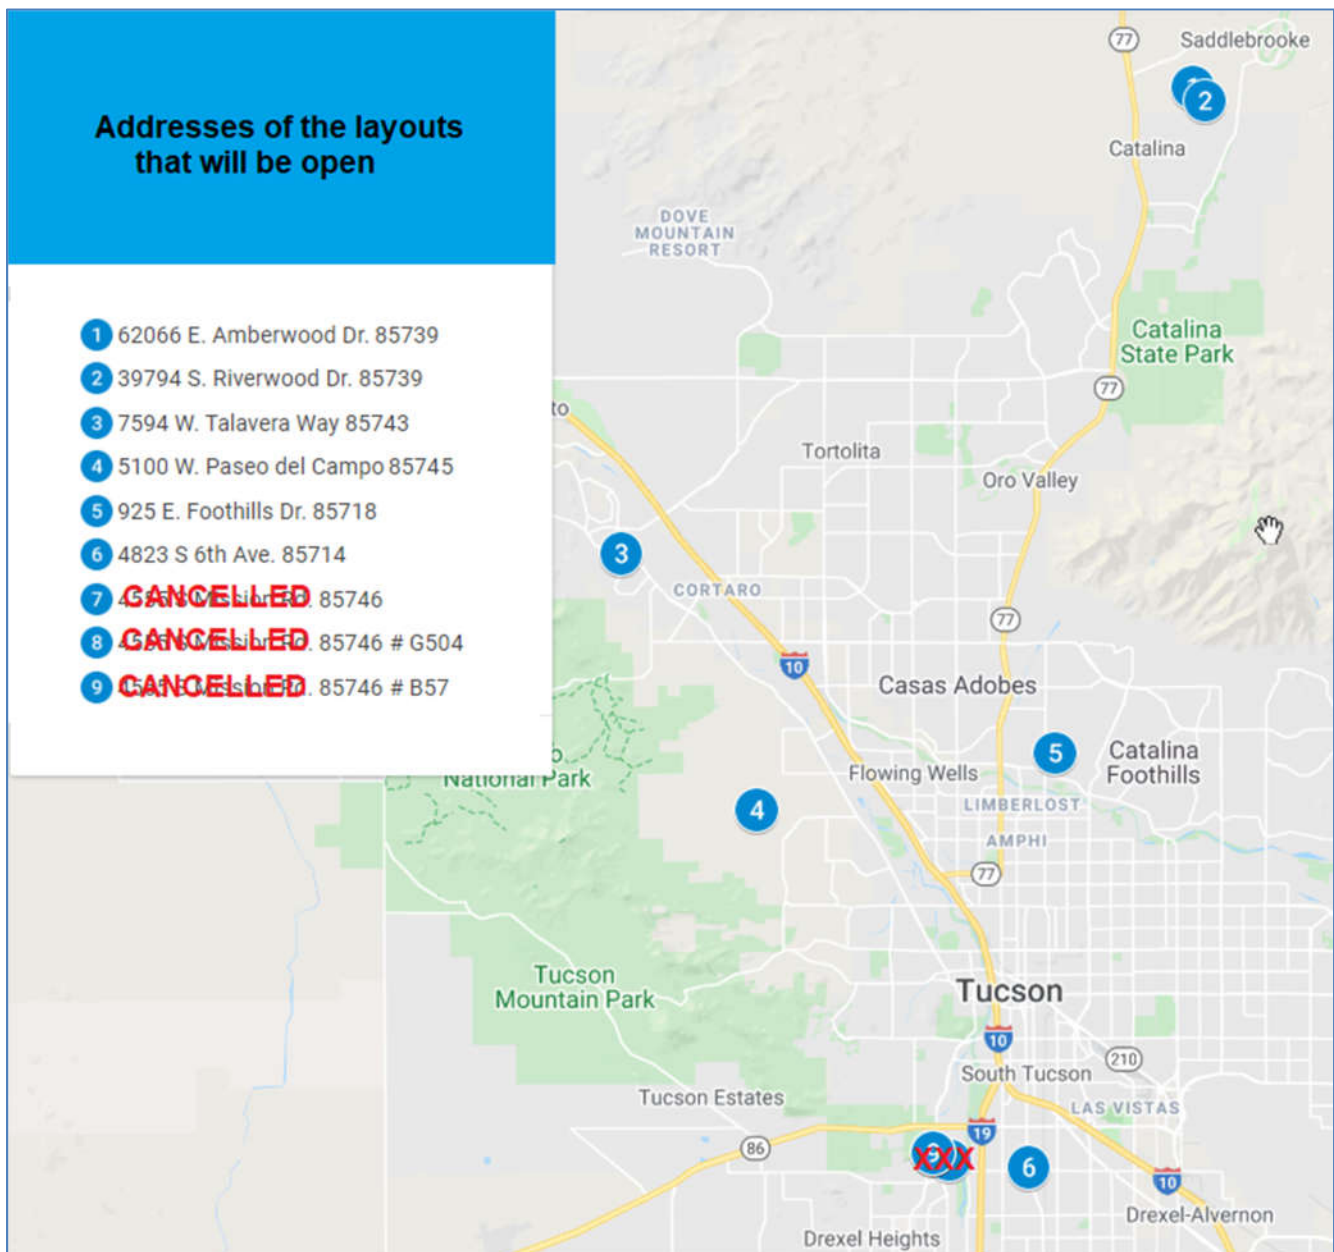 Addresses of the layouts
that will be open
1 62066 E. Amberwood Dr. 85739
2 39794 S. Riverwood Dr. 85739
3 7594 W. Talavera Way 85743
4 5100 W. Paseo del Campo 85745
5 925 E. Foothills Dr. 85718
6 4823 S 6th Ave. 85714
7 CANCELLED 85746
8 CANCELLED 85746 # G504
9 CANCELLED 85746 # B57
77
Saddlebrooke
2
Catalina
DOVE
MOUNTAIN
RESORT
Catalina
State Park
77
to
Tortolita
Oro Valley
3
CORTARO
77
10
Casas Adobes
5
Catalina
Foothills
National Park
Flowing Wells
4
LIMBERLOST
AMPHI
77
Tucson
Mountain Park
Tucson
10
210
South Tucson
Tucson Estates
LAS VISTAS
19
86
XXX
6
10
Drexel-Alvernon
Drexel Heights